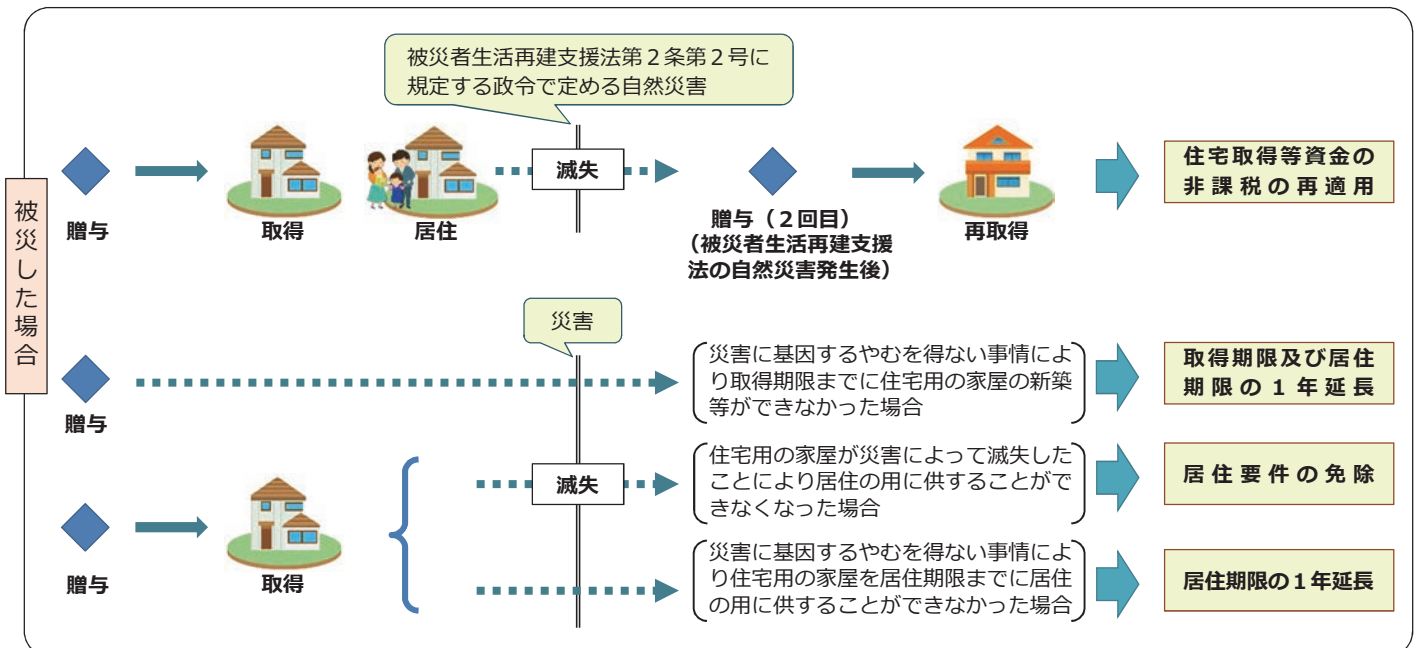 被災した場合
被災者生活再建支援法第２条第２号に
規定する政令で定める自然災害
滅失
住宅取得等資金の
非課税の再適用
贈与
取得
居住
贈与（２回目）
（被災者生活再建支援
法の自然災害発生後）
再取得
災害
災害に基因するやむを得ない事情によ
り取得期限までに住宅用の家屋の新築
等ができなかった場合
取得期限及び居住
期限の１年延長
贈与
住宅用の家屋が災害によって滅失した
ことにより居住の用に供することがで
きなくなった場合
滅失
居住要件の免除
贈与
取得
災害に基因するやむを得ない事情によ
り住宅用の家屋を居住期限までに居住
の用に供することができなかった場合
居住期限の１年延長